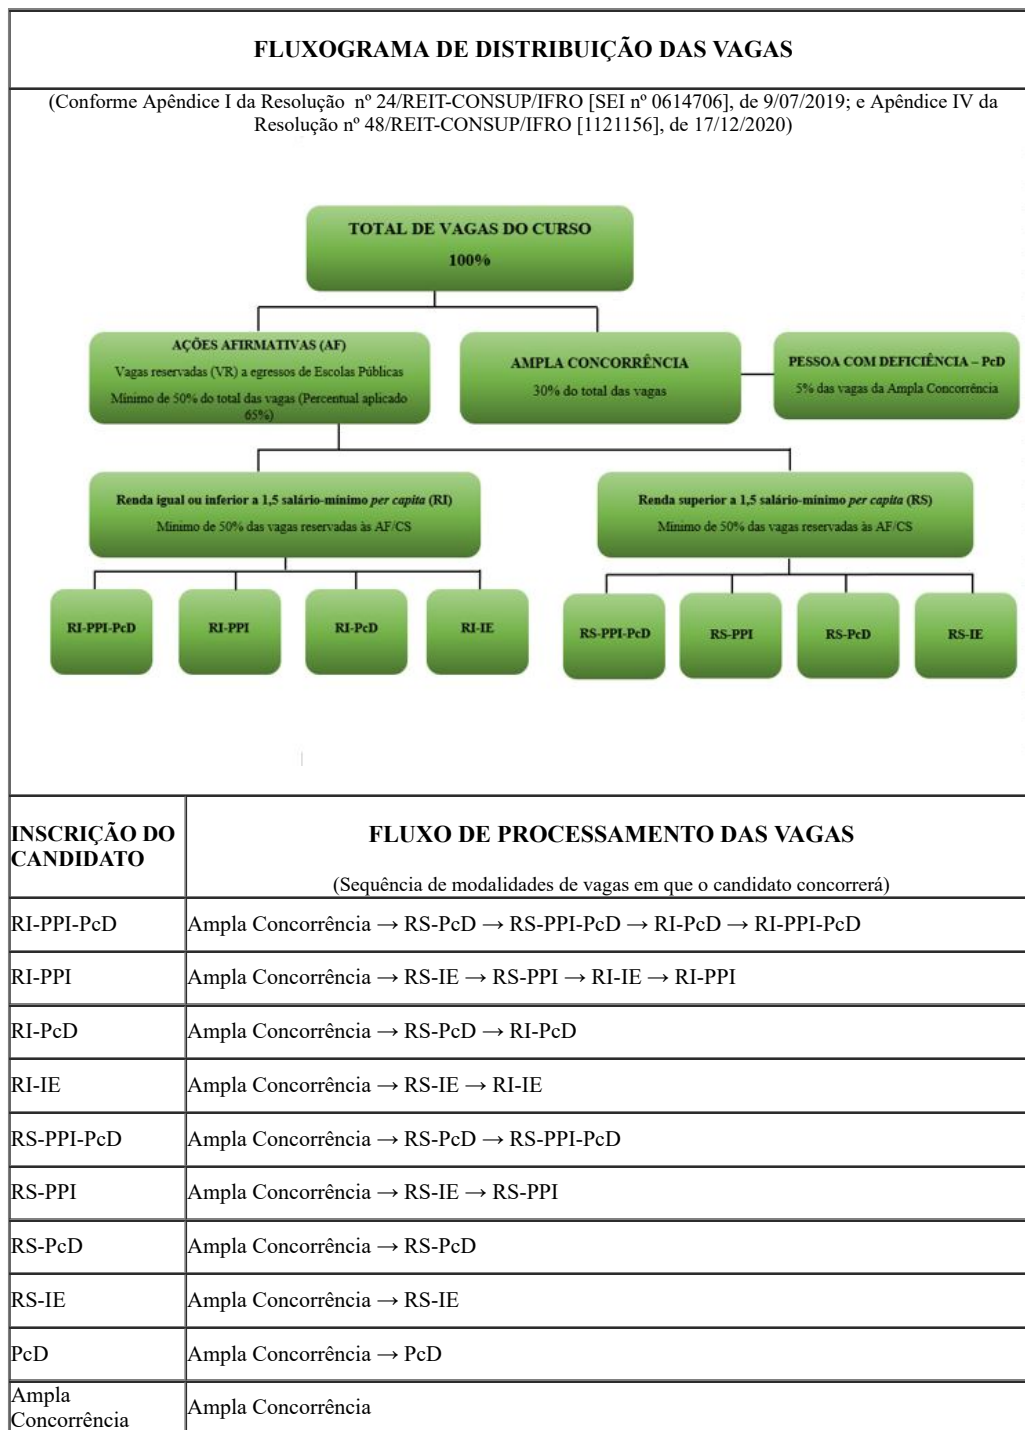 FLUXOGRAMA DE DISTRIBUIÇÃO DAS VAGAS
(Conforme Apêndice I da Resolução nº 24/REIT-CONSUP/IFRO [SEI nº 0614706], de 9/07/2019; e Apêndice IV da
Resolução nº 48/REIT-CONSUP/IFRO [1121156], de 17/12/2020)
TOTAL DE VAGAS DO CURSO
100%
AÇÕES AFIRMATIVAS (AF)
Vagas reservadas (VR) a egressos de Escolas Públicas
Mínimo de 50% do total das vagas (Percentual aplicado
65%)
AMPLA CONCORRÊNCIA
30% do total das vagas
PESSOA COM DEFICIÊNCIA – PcD
5% das vagas da Ampla Concorrência
Renda igual ou inferior a 1,5 salário-mínimo per capita (RI)
Mínimo de 50% das vagas reservadas às AF/CS
Renda superior a 1,5 salário-mínimo per capita (RS)
Mínimo de 50% das vagas reservadas às AF/CS
RI-PPI-PcD
RI-PPI
RI-PcD
RI-IE
RS-PPI-PcD
RS-PPI
RS-PcD
RS-IE
INSCRIÇÃO DO
CANDIDATO
FLUXO DE PROCESSAMENTO DAS VAGAS
(Sequência de modalidades de vagas em que o candidato concorrerá)
RI-PPI-PcD
Ampla Concorrência → RS-PcD → RS-PPI-PcD → RI-PcD → RI-PPI-PcD
RI-PPI
Ampla Concorrência → RS-IE → RS-PPI → RI-IE → RI-PPI
RI-PcD
Ampla Concorrência → RS-PcD → RI-PcD
RI-IE
Ampla Concorrência → RS-IE → RI-IE
RS-PPI-PcD
Ampla Concorrência → RS-PcD → RS-PPI-PcD
RS-PPI
Ampla Concorrência → RS-IE → RS-PPI
RS-PcD
Ampla Concorrência → RS-PcD
RS-IE
Ampla Concorrência → RS-IE
PcD
Ampla Concorrência → PcD
Ampla
Concorrência
Ampla Concorrência